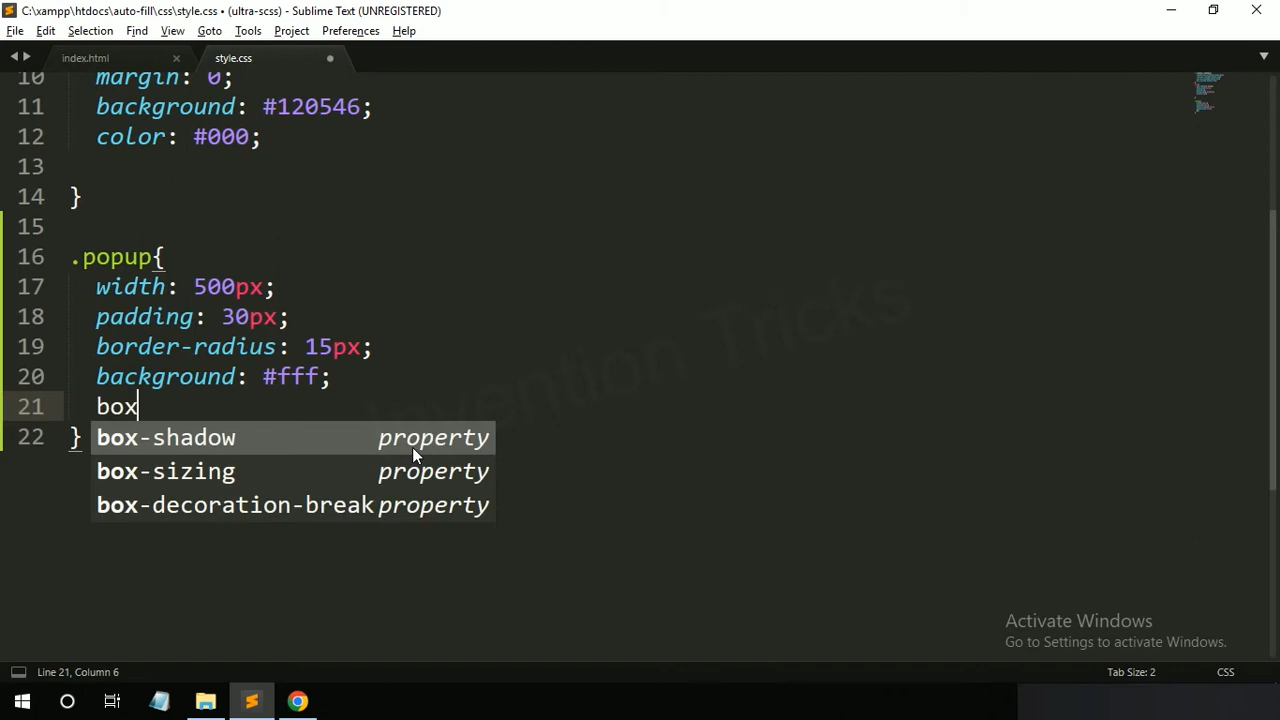 C:\xampp\htdocs\auto-fill\css\style.css • (ultra-scss) - Sublime Text (UNREGISTERED)
File Edit Selection Find View Goto Tools Project Preferences Help
index.html style.css
10 margin: 0;
11 background: #120546;
12 color: #000;
13
14 }
15
16 .popup{
17 width: 500px;
18 padding: 30px;
19 border-radius: 15px;
20 background: #fff;
21 box
22 }
box-shadow property
box-sizing property
box-decoration-break property
Invention Tricks
Activate Windows
Go to Settings to activate Windows.
Line 21, Column 6 Tab Size: 2 CSS